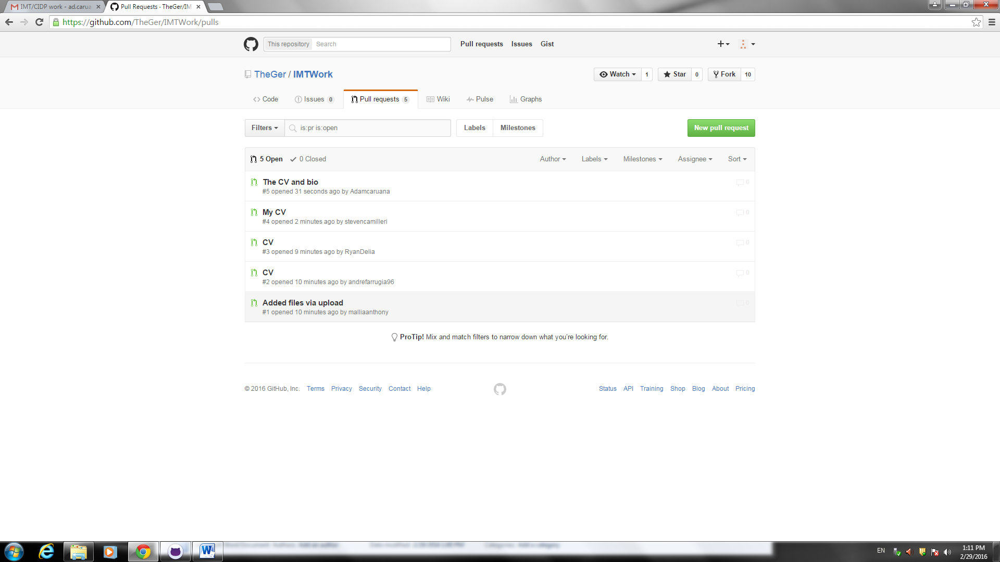 IMT/CIDP work - ad.carua
Pull Requests · TheGer/IM
https://github.com/TheGer/IMTWork/pulls
This repository Search Pull requests Issues Gist
TheGer / IMTWork
Watch 1 Star 0 Fork 10
Code Issues 0 Pull requests 5 Wiki Pulse Graphs
Filters is:pr is:open Labels Milestones New pull request
5 Open 0 Closed Author Labels Milestones Assignee Sort
The CV and bio 0
#5 opened 31 seconds ago by Adamcaruana
My CV 0
#4 opened 2 minutes ago by stevencamilleri
CV 0
#3 opened 9 minutes ago by RyanDelia
CV 0
#2 opened 10 minutes ago by andrefarrugia96
Added files via upload 0
#1 opened 10 minutes ago by malliaanthony
ProTip! Mix and match filters to narrow down what you're looking for.
© 2016 GitHub, Inc. Terms Privacy Security Contact Help Status API Training Shop Blog About Pricing
EN
1:11 PM
2/29/2016